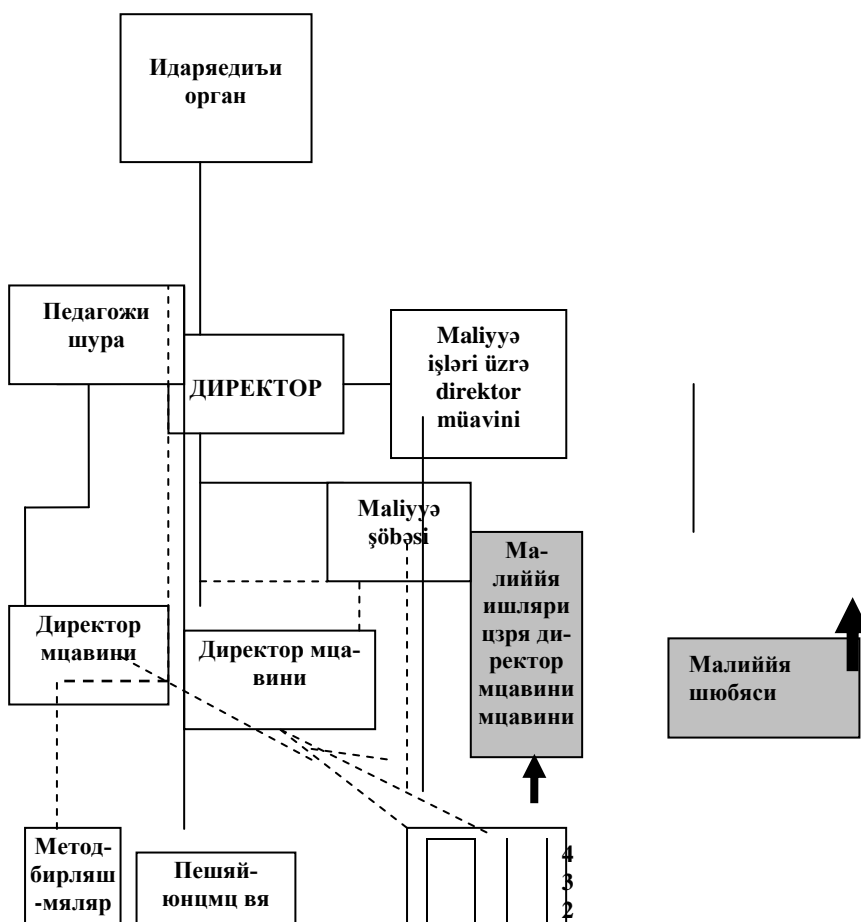 Идаряедиъи
орган
Педагожи
шура
ДИРЕКТОР
Maliyyə
işləri üzrə
direktor
müavini
Maliyyə
şöbəsi
Ма-
лиййя
ишляри
цзря ди-
ректор
мцавини
мцавини
Директор
мцавини
Директор мца-
вини
Малиййя
шюбяси
Метод-
бирляш
-мяляр
Пешяй-
юнцмц вя
4
3
2